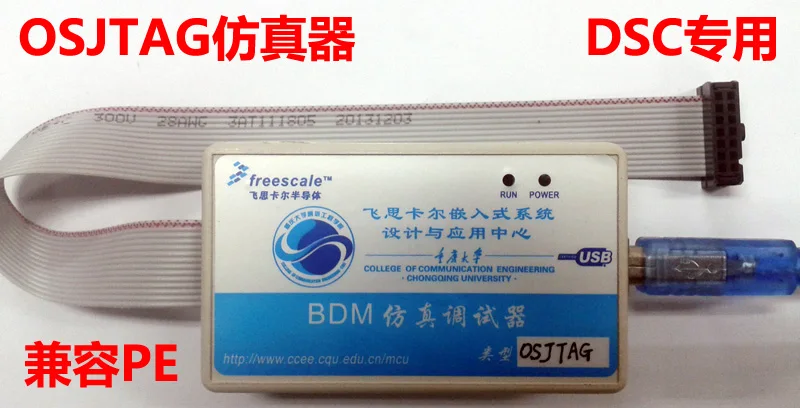 OSJTAG仿真器
DSC专用
300V 28AWG 3AT111805 20131203
freescale™
飞思卡尔半导体
RUN
POWER
飞思卡尔嵌入式系统
设计与应用中心
重庆大学
COLLEGE OF COMMUNICATION ENGINEERING
· CHONGQING UNIVERSITY ·
USB
BDM 仿真调试器
兼容PE
http://www.ccee.cqu.edu.cn/mcu
类型
OSJTAG